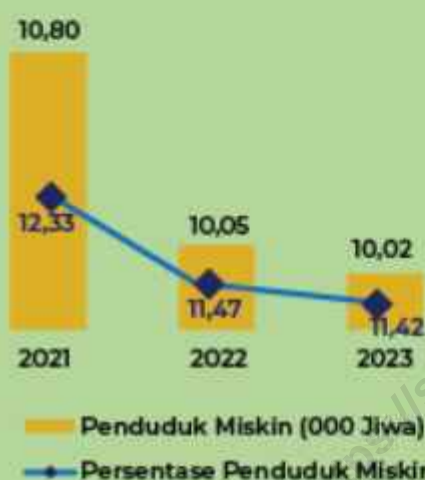 10,80
12,33
10,05
10,02
11,47
11,42
2021 2022 2023
Penduduk Miskin (000 Jiwa)
Persentase Penduduk Miskin